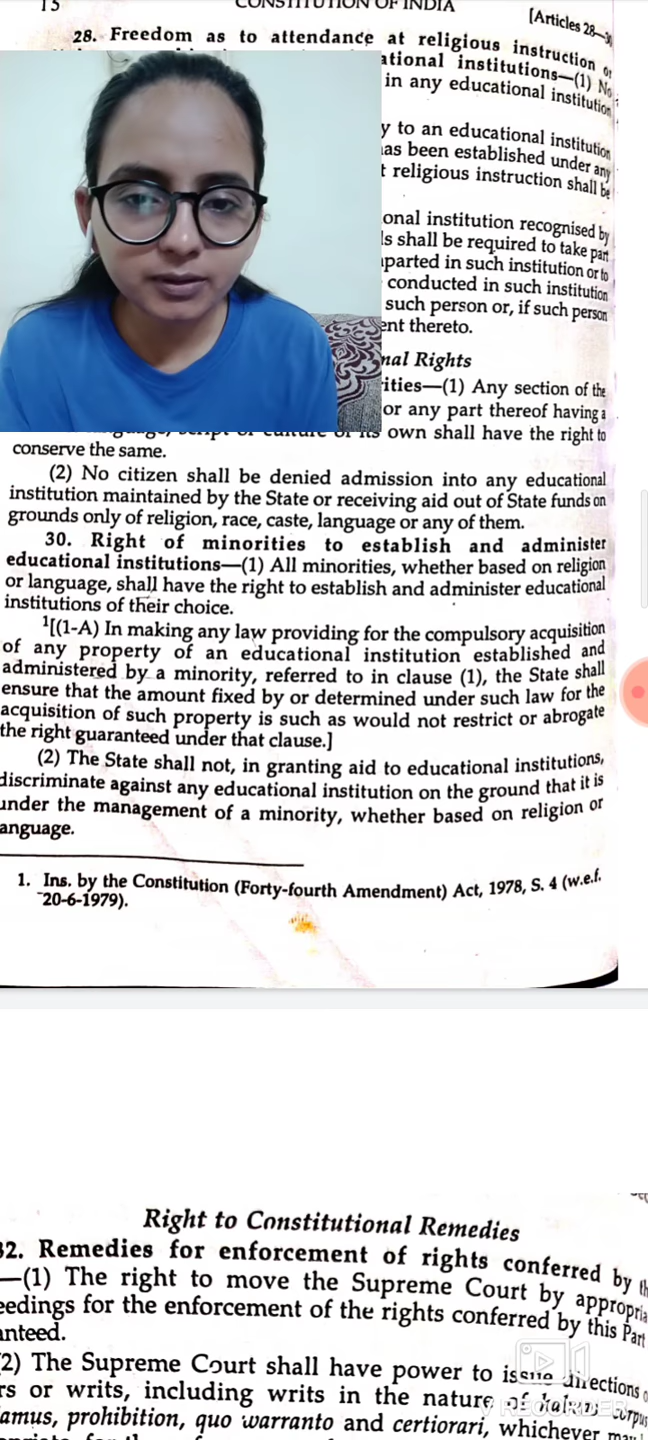 15 CONSTITUTION OF INDIA [Articles 28—30
28. Freedom as to attendance at religious instruction or
ational institutions—(1) No
in any educational institution
y to an educational institution
as been established under any
t religious instruction shall be
onal institution recognised by
ds shall be required to take part
parted in such institution or to
conducted in such institution
such person or, if such person
ent thereto.
nal Rights
ities—(1) Any section of the
or any part thereof having a
language, script or culture of its own shall have the right to
conserve the same.
(2) No citizen shall be denied admission into any educational
institution maintained by the State or receiving aid out of State funds on
grounds only of religion, race, caste, language or any of them.
30. Right of minorities to establish and administer
educational institutions—(1) All minorities, whether based on religion
or language, shall have the right to establish and administer educational
institutions of their choice.
1[(1-A) In making any law providing for the compulsory acquisition
of any property of an educational institution established and
administered by a minority, referred to in clause (1), the State shall
ensure that the amount fixed by or determined under such law for the
acquisition of such property is such as would not restrict or abrogate
the right guaranteed under that clause.]
(2) The State shall not, in granting aid to educational institutions,
discriminate against any educational institution on the ground that it is
under the management of a minority, whether based on religion or
anguage.
1. Ins. by the Constitution (Forty-fourth Amendment) Act, 1978, S. 4 (w.e.f.
20-6-1979).
Right to Constitutional Remedies
32. Remedies for enforcement of rights conferred by th
—(1) The right to move the Supreme Court by appropria
eedings for the enforcement of the rights conferred by this Part
anteed.
(2) The Supreme Court shall have power to issue directions o
rs or writs, including writs in the nature of habeas corpus
amus, prohibition, quo warranto and certiorari, whichever may
V RECORDER